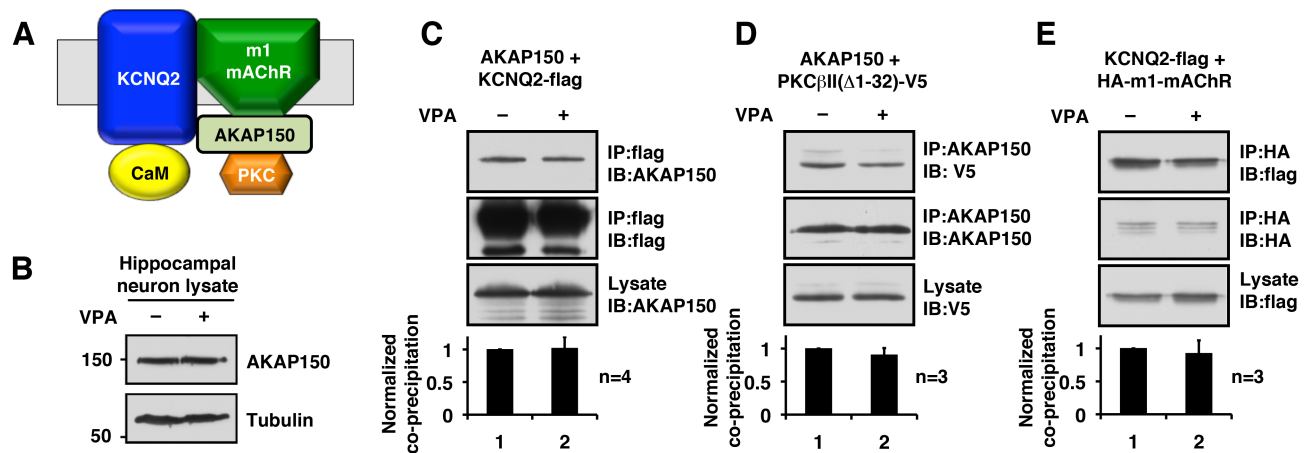 A
KCNQ2
m1
mAChR
AKAP150
CaM
PKC
B
Hippocampal
neuron lysate
VPA
− +
150
AKAP150
50
Tubulin
C
AKAP150 +
KCNQ2-flag
VPA
− +
IP:flag
IB:AKAP150
IP:flag
IB:flag
Lysate
IB:AKAP150
Normalized
co-precipitation
1
0.5
0
n=4
1 2
D
AKAP150 +
PKCβII(Δ1-32)-V5
VPA
− +
IP:AKAP150
IB: V5
IP:AKAP150
IB:AKAP150
Lysate
IB:V5
Normalized
co-precipitation
1
0.5
0
n=3
1 2
E
KCNQ2-flag +
HA-m1-mAChR
VPA
− +
IP:HA
IB:flag
IP:HA
IB:HA
Lysate
IB:flag
Normalized
co-precipitation
1
0.5
0
n=3
1 2